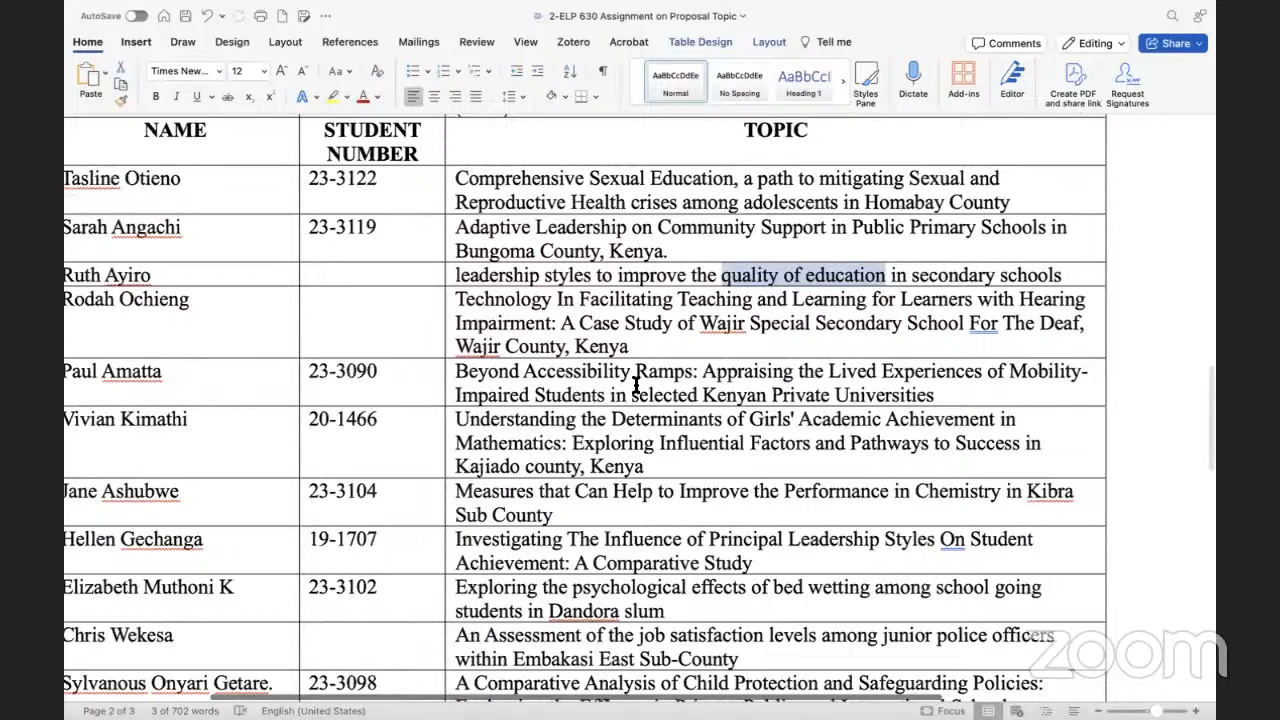 AutoSave
2-ELP 630 Assignment on Proposal Topic
Home Insert Draw Design Layout References Mailings Review View Zotero Acrobat Table Design Layout Tell me
Comments Editing Share
Paste
Times New... 12
AaBbCcDdEe AaBbCcDdEe AaBbCcI
Normal No Spacing Heading 1
Styles Pane
Dictate
Add-ins
Editor
Create PDF and share link
Request Signatures
NAME STUDENT NUMBER TOPIC
Tasline Otieno 23-3122 Comprehensive Sexual Education, a path to mitigating Sexual and
Reproductive Health crises among adolescents in Homabay County
Sarah Angachi 23-3119 Adaptive Leadership on Community Support in Public Primary Schools in
Bungoma County, Kenya.
Ruth Ayiro leadership styles to improve the quality of education in secondary schools
Rodah Ochieng Technology In Facilitating Teaching and Learning for Learners with Hearing
Impairment: A Case Study of Wajir Special Secondary School For The Deaf,
Wajir County, Kenya
Paul Amatta 23-3090 Beyond Accessibility Ramps: Appraising the Lived Experiences of Mobility-
Impaired Students in selected Kenyan Private Universities
Vivian Kimathi 20-1466 Understanding the Determinants of Girls' Academic Achievement in
Mathematics: Exploring Influential Factors and Pathways to Success in
Kajiado county, Kenya
Jane Ashubwe 23-3104 Measures that Can Help to Improve the Performance in Chemistry in Kibra
Sub County
Hellen Gechanga 19-1707 Investigating The Influence of Principal Leadership Styles On Student
Achievement: A Comparative Study
Elizabeth Muthoni K 23-3102 Exploring the psychological effects of bed wetting among school going
students in Dandora slum
Chris Wekesa An Assessment of the job satisfaction levels among junior police officers
within Embakasi East Sub-County
Sylvanous Onyari Getare. 23-3098 A Comparative Analysis of Child Protection and Safeguarding Policies:
zoom
Page 2 of 3 3 of 702 words English (United States) Focus